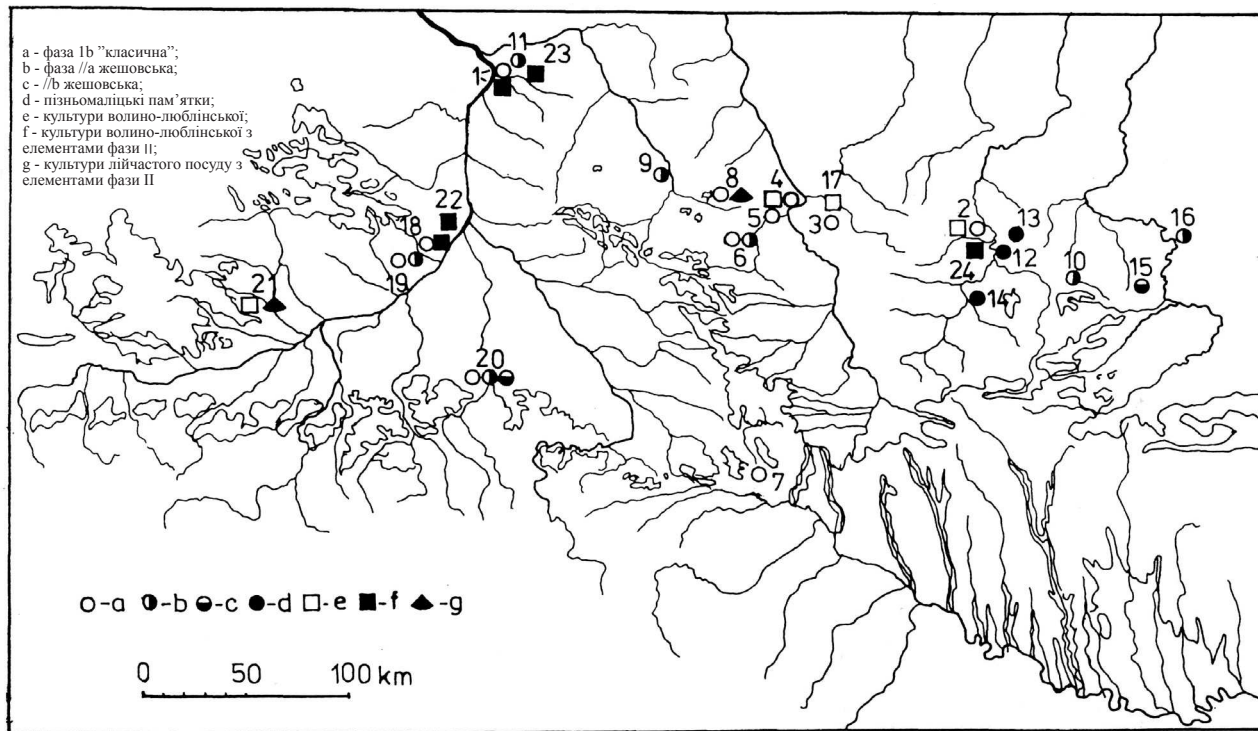 a - фаза 1b ”класична”;
b - фаза //a жешовська;
c - //b жешовська;
d - пізньомаліцькі пам’ятки;
e - культури волино-люблінської;
f - культури волино-люблінської з
елементами фази II;
g - культури лійчастого посуду з
елементами фази II
11
23
1
9
8
4
17
5
3
6
2
13
16
24
12
10
15
14
22
18
19
21
20
7
-a -b -c -d -e -f -g
0 50 100 km